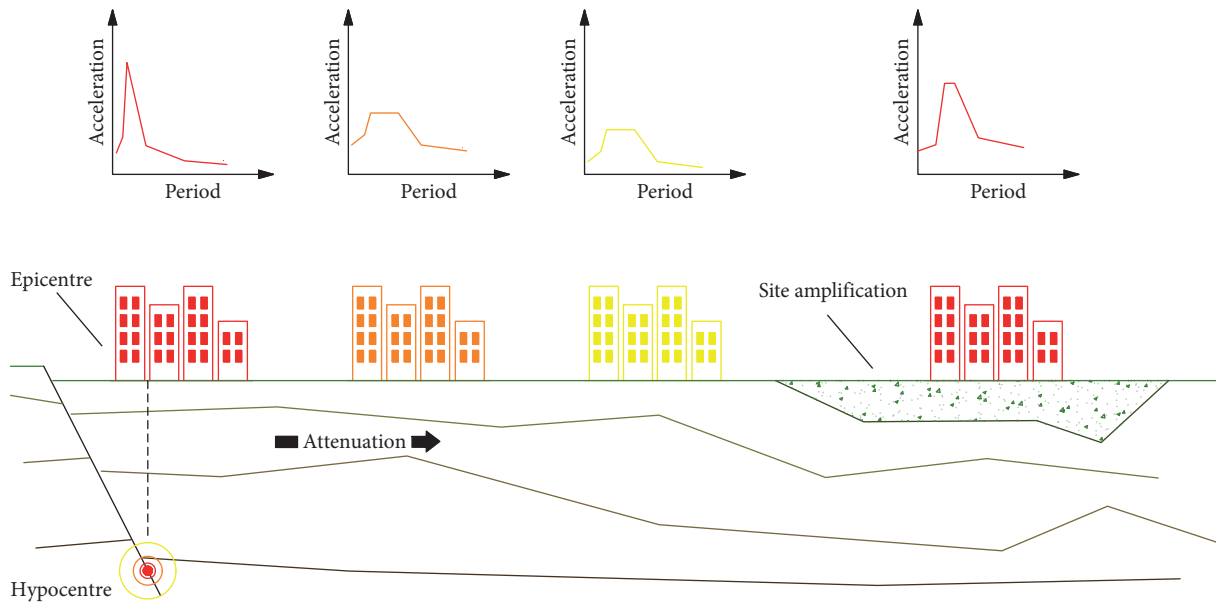 Acceleration
Period
Acceleration
Period
Acceleration
Period
Acceleration
Period
Epicentre
Site amplification
Attenuation
Hypocentre